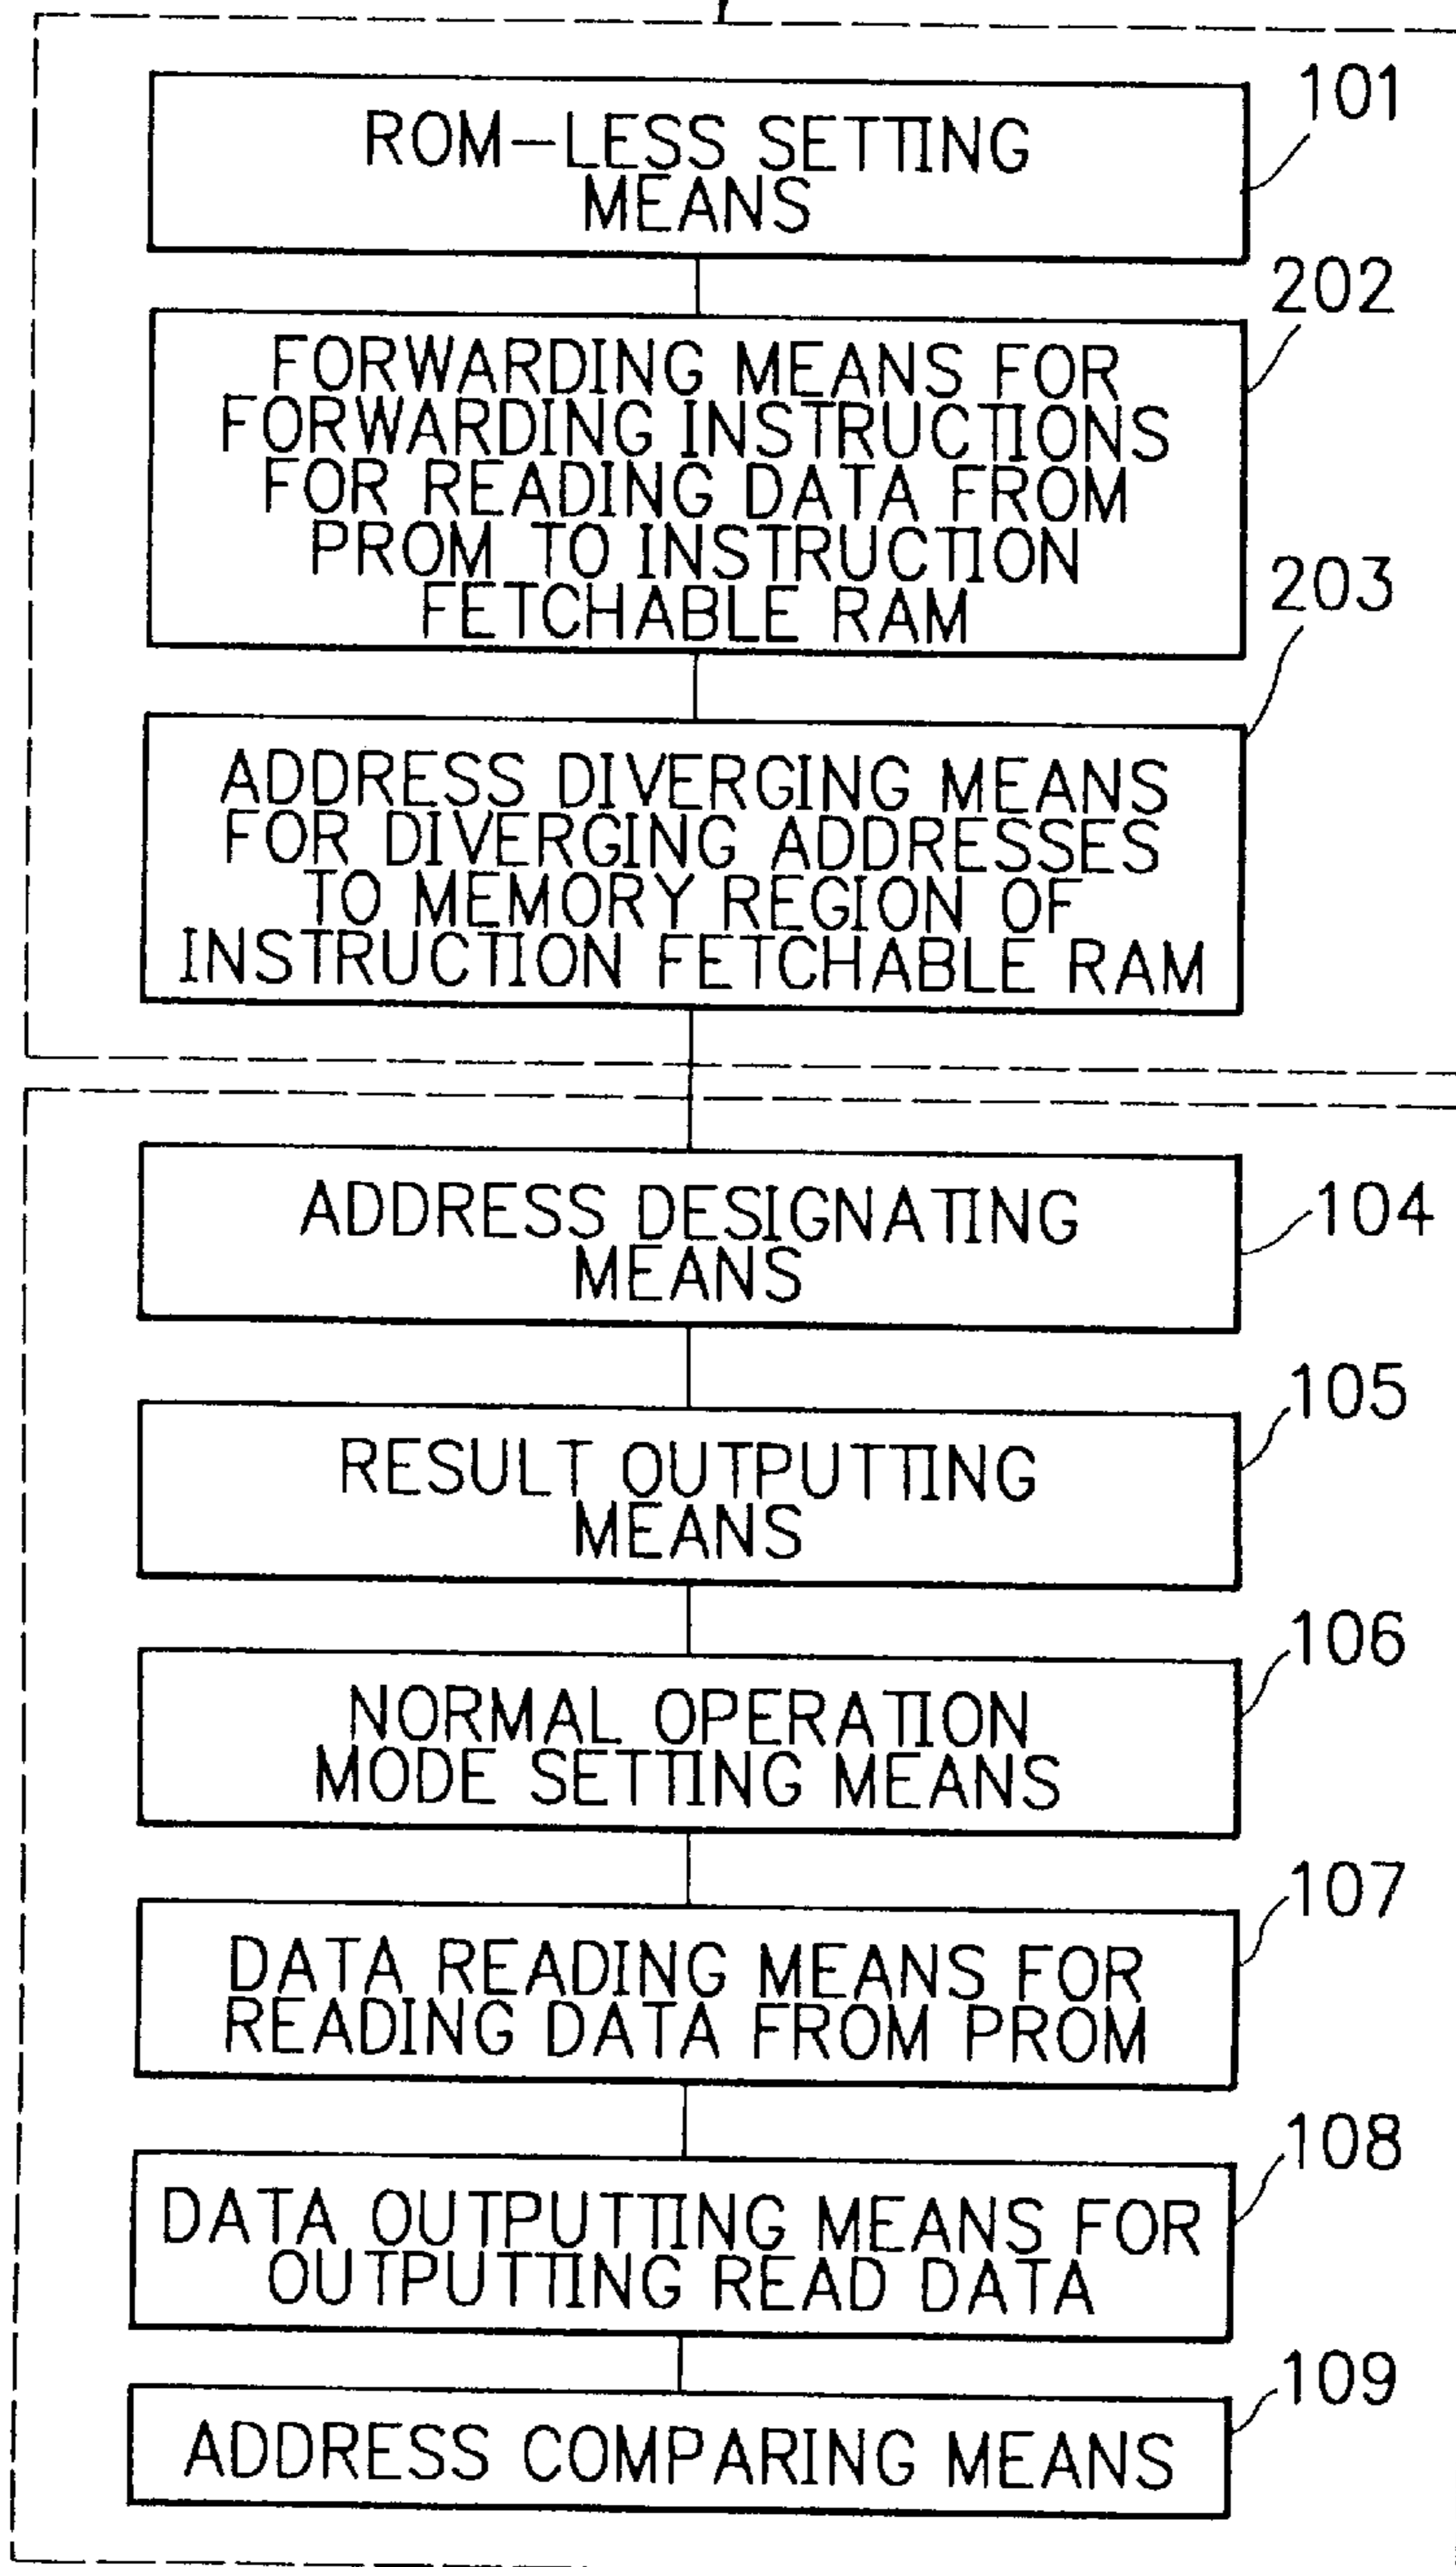 101
ROM-LESS SETTING
MEANS
202
FORWARDING MEANS FOR
FORWARDING INSTRUCTIONS
FOR READING DATA FROM
PROM TO INSTRUCTION
FETCHABLE RAM
203
ADDRESS DIVERGING MEANS
FOR DIVERGING ADDRESSES
TO MEMORY REGION OF
INSTRUCTION FETCHABLE RAM
104
ADDRESS DESIGNATING
MEANS
105
RESULT OUTPUTTING
MEANS
106
NORMAL OPERATION
MODE SETTING MEANS
107
DATA READING MEANS FOR
READING DATA FROM PROM
108
DATA OUTPUTTING MEANS FOR
OUTPUTTING READ DATA
109
ADDRESS COMPARING MEANS